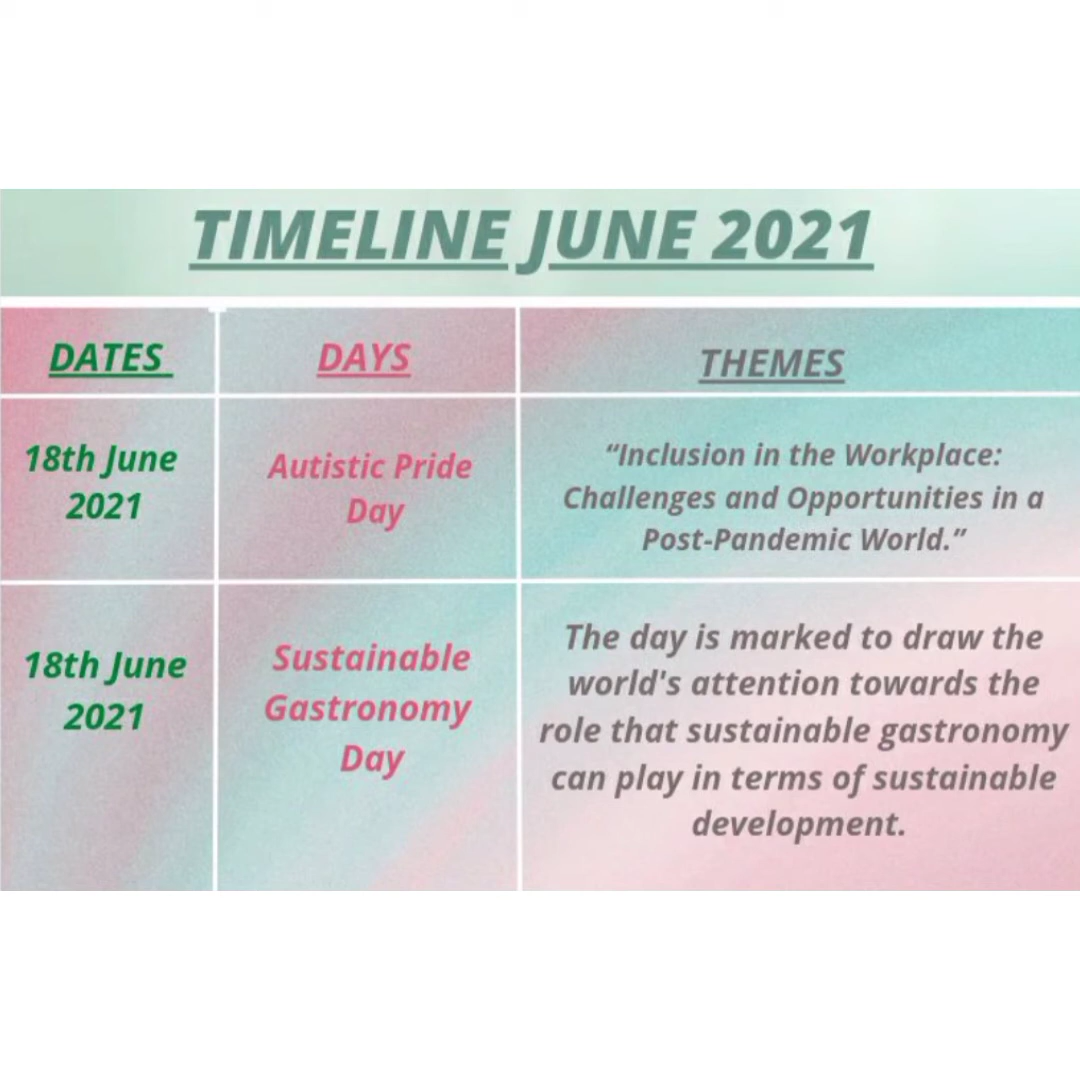 TIMELINE JUNE 2021
DATES
DAYS
THEMES
18th June
2021
Autistic Pride
Day
“Inclusion in the Workplace:
Challenges and Opportunities in a
Post-Pandemic World.”
18th June
2021
Sustainable
Gastronomy
Day
The day is marked to draw the
world's attention towards the
role that sustainable gastronomy
can play in terms of sustainable
development.